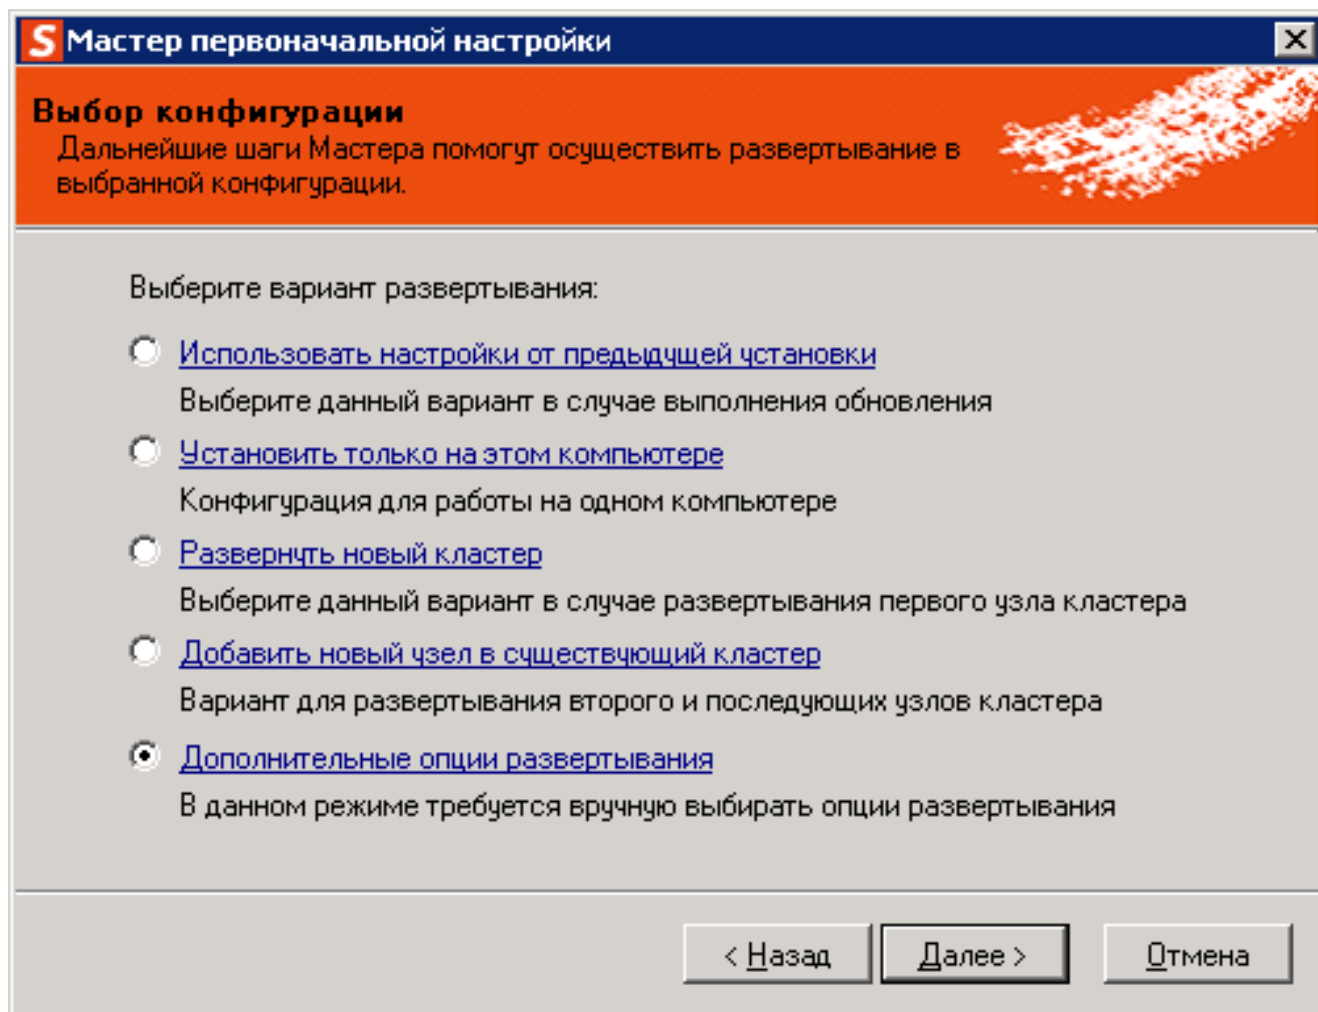 S Мастер первоначальной настройки
Выбор конфигурации
Дальнейшие шаги Мастера помогут осуществить развертывание в
выбранной конфигурации.
Выберите вариант развертывания:
Использовать настройки от предыдущей установки
Выберите данный вариант в случае выполнения обновления
Установить только на этом компьютере
Конфигурация для работы на одном компьютере
Развернуть новый кластер
Выберите данный вариант в случае развертывания первого узла кластера
Добавить новый узел в существующий кластер
Вариант для развертывания второго и последующих узлов кластера
Дополнительные опции развертывания
В данном режиме требуется вручную выбирать опции развертывания
< Назад Далее > Отмена